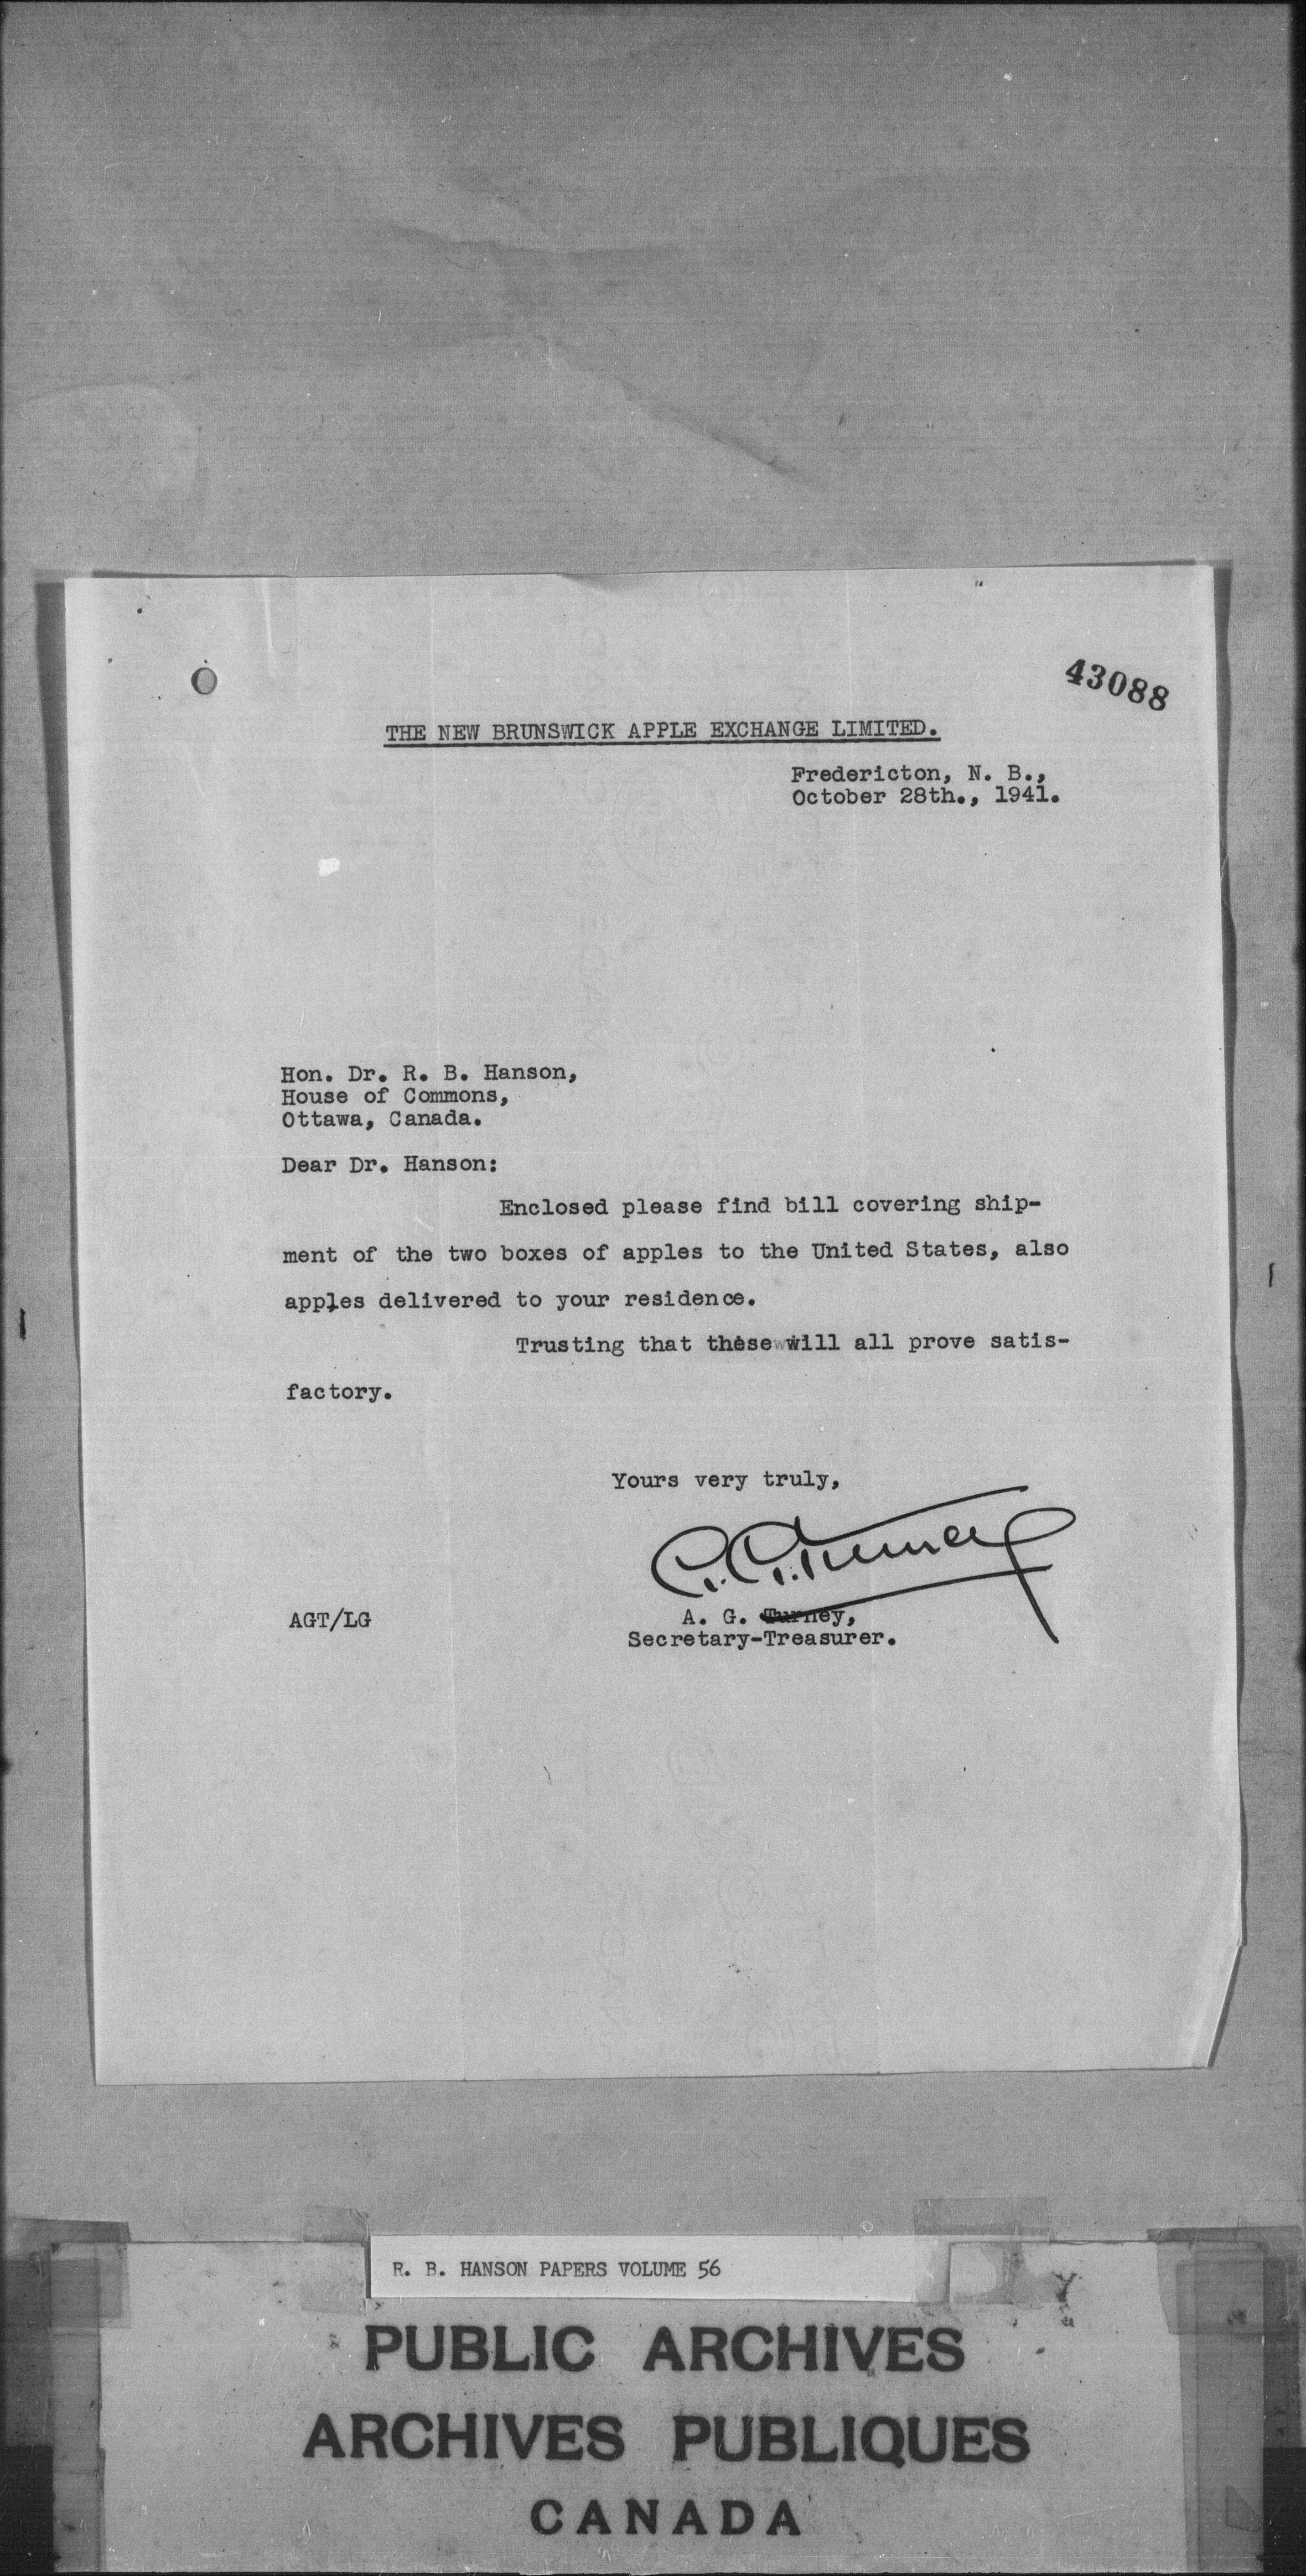 43088
THE NEW BRUNSWICK APPLE EXCHANGE LIMITED.
Fredericton, N. B.,
October 28th., 1941.
Hon. Dr. R. B. Hanson,
House of Commons,
Ottawa, Canada.
Dear Dr. Hanson:
Enclosed please find bill covering ship-
ment of the two boxes of apples to the United States, also
apples delivered to your residence.
Trusting that these will all prove satis-
factory.
Yours very truly,
A. G. Turney
AGT/LG
A. G. Turney,
Secretary-Treasurer.
R. B. HANSON PAPERS VOLUME 56
PUBLIC ARCHIVES
ARCHIVES PUBLIQUES
CANADA